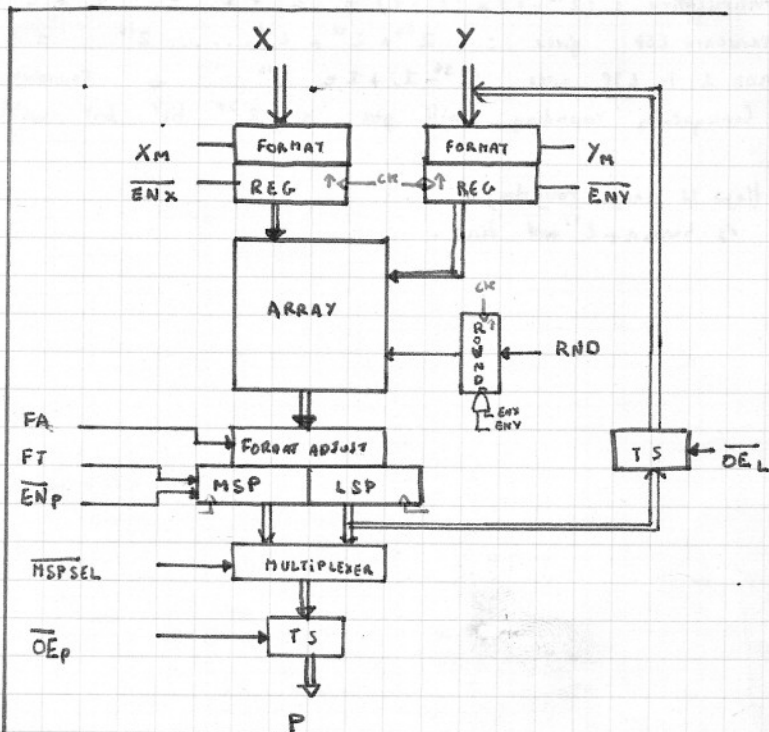 X Y
FORMAT FORMAT
XM YM
REG CK REG
ENX ENY
ARRAY
CK
ROUND
RND
ENX
ENY
FA
FORMAT ADJUST
FT
TS
OEL
MSP LSP
ENP
MULTIPLEXER
MSPSEL
TS
OEP
P